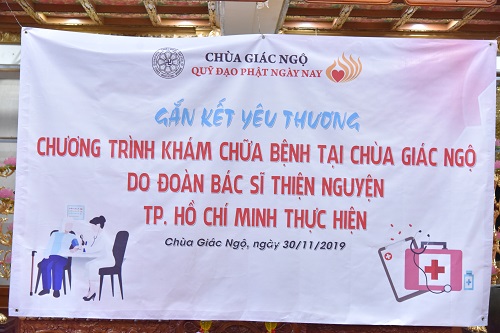 CHÙA GIÁC NGỘ
QUỸ ĐẠO PHẬT NGÀY NAY
GẮN KẾT YÊU THƯƠNG
CHƯƠNG TRÌNH KHÁM CHỮA BỆNH TẠI CHÙA GIÁC NGỘ
DO ĐOÀN BÁC SĨ THIỆN NGUYỆN
TP. HỒ CHÍ MINH THỰC HIỆN
Chùa Giác Ngộ, ngày 30/11/2019